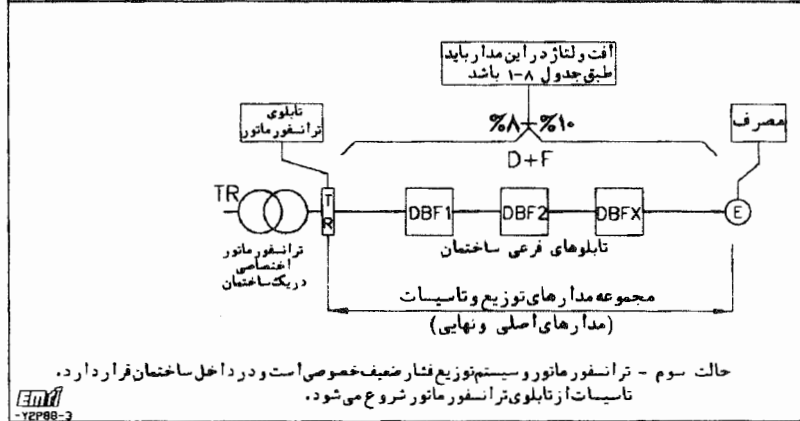 افت ولتاژ در این مدار باید
طبق جدول ۸-۱ باشد
تابلوی
ترانسفورماتور
%۸ %۱۰
مصرف
D+F
TR
TR
DBF1
DBF2
DBFX
E
ترانسفورماتور
اختصاصی
در یک ساختمان
تابلوهای فرعی ساختمان
مجموعه مدارهای توزیع و تاسیسات
(مدارهای اصلی و نهایی)
حالت سوم - ترانسفورماتور و سیستم توزیع فشار ضعیف خصوصی است و در داخل ساختمان قرار دارد.
تاسیسات از تابلوی ترانسفورماتور شروع می‌شود.
-Y2P88-3